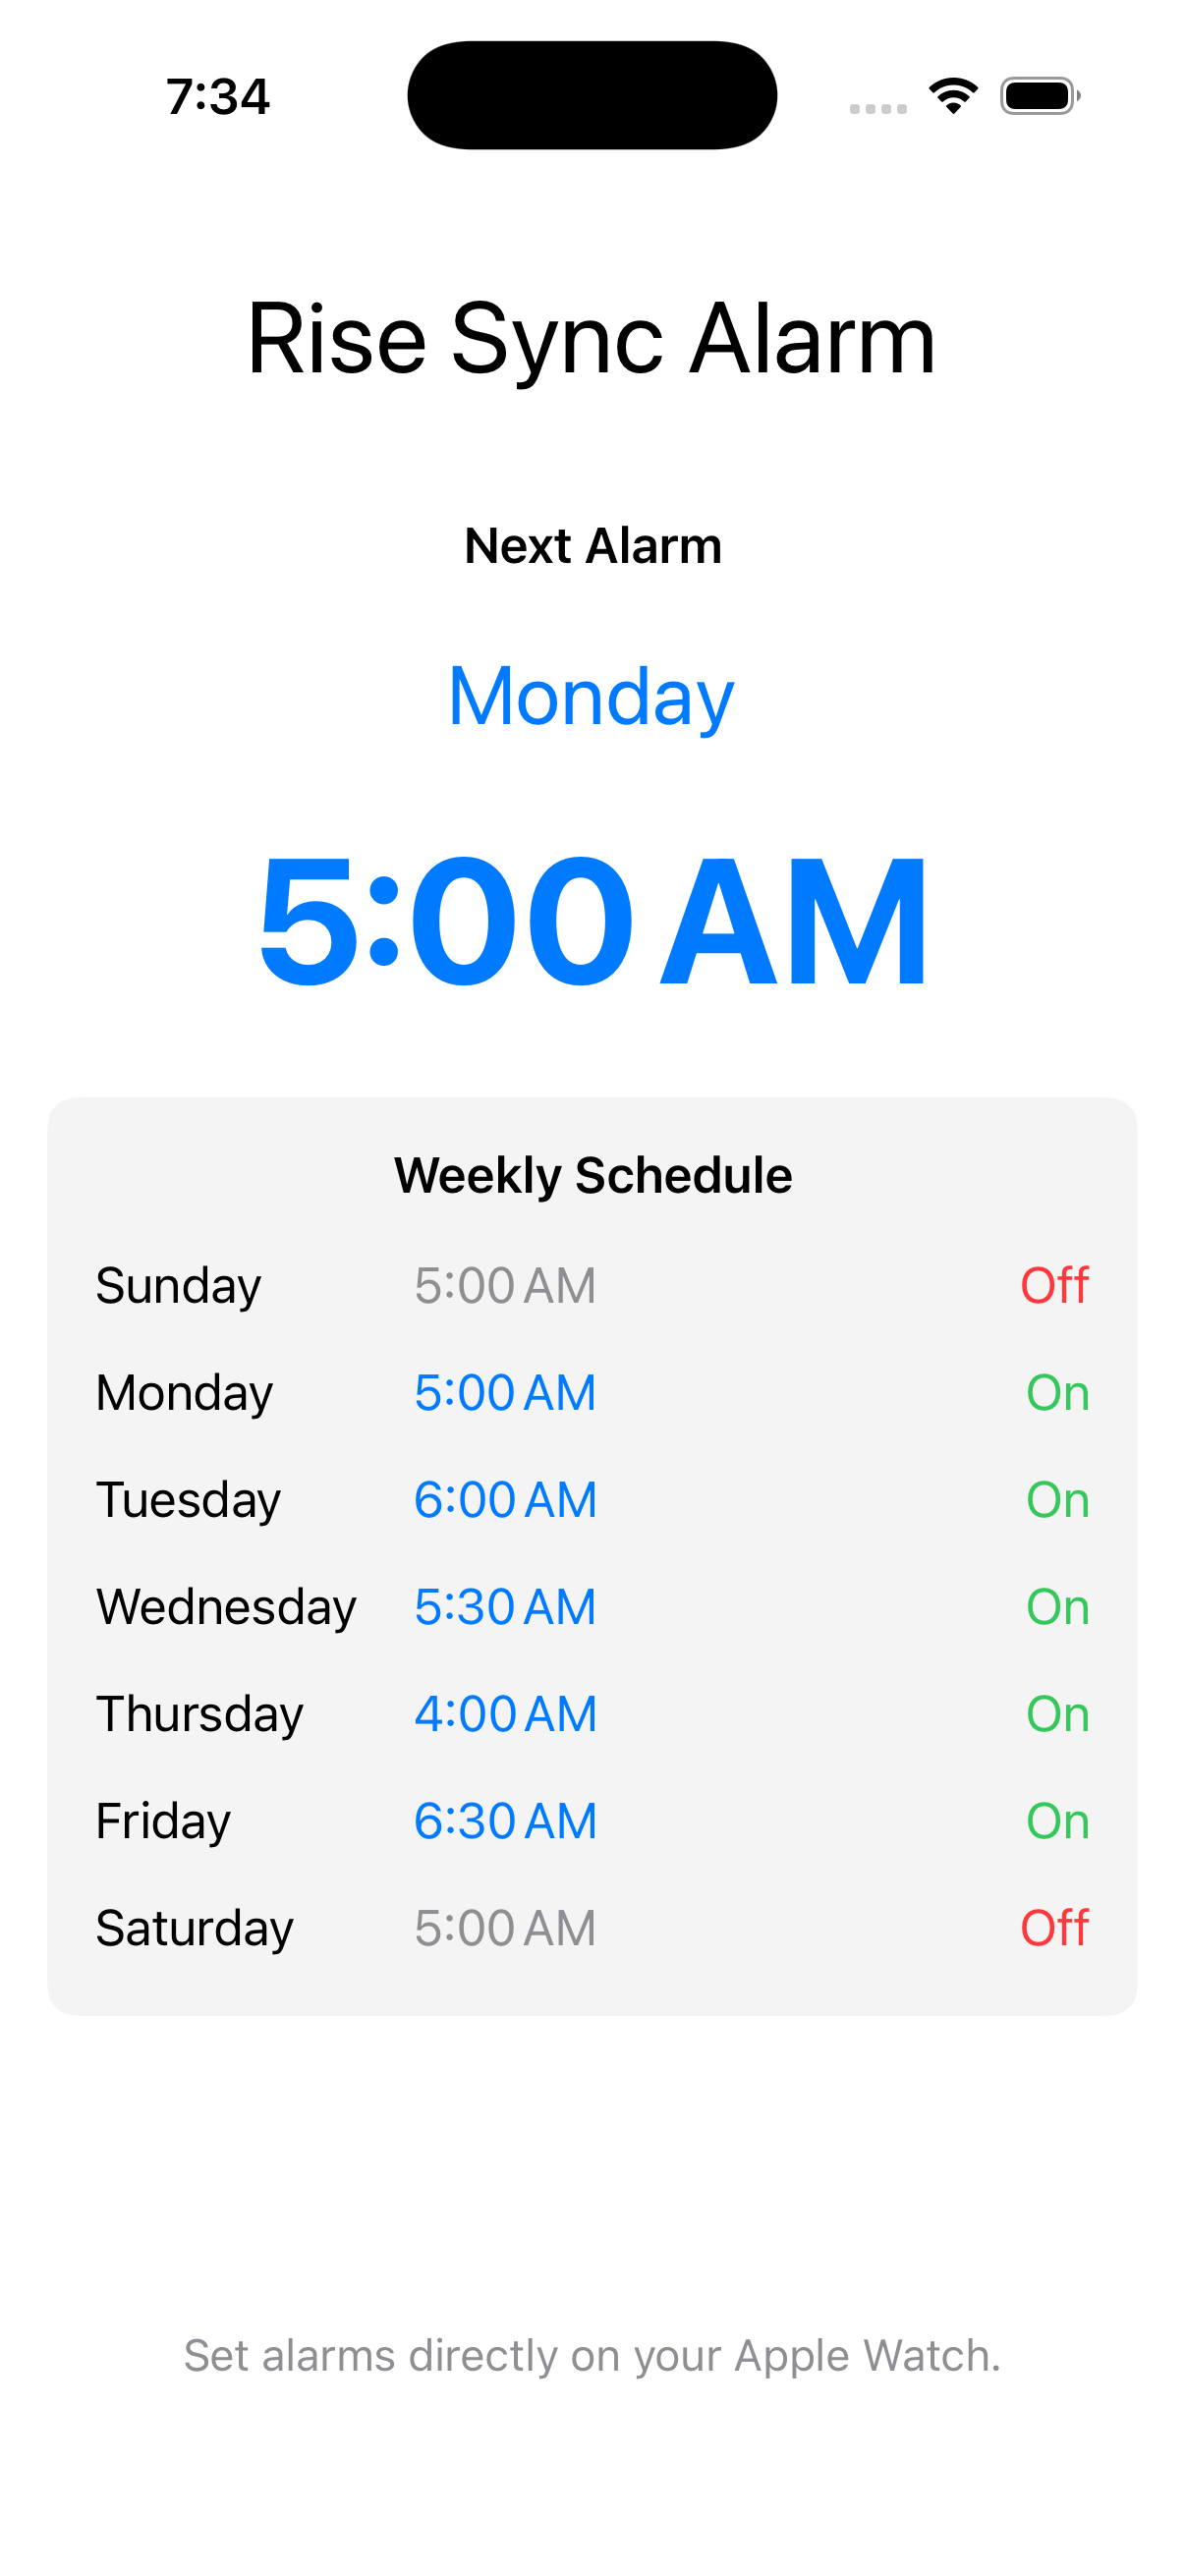 7:34
Rise Sync Alarm
Next Alarm
Monday
5:00 AM
Weekly Schedule
Sunday 5:00 AM Off
Monday 5:00 AM On
Tuesday 6:00 AM On
Wednesday 5:30 AM On
Thursday 4:00 AM On
Friday 6:30 AM On
Saturday 5:00 AM Off
Set alarms directly on your Apple Watch.